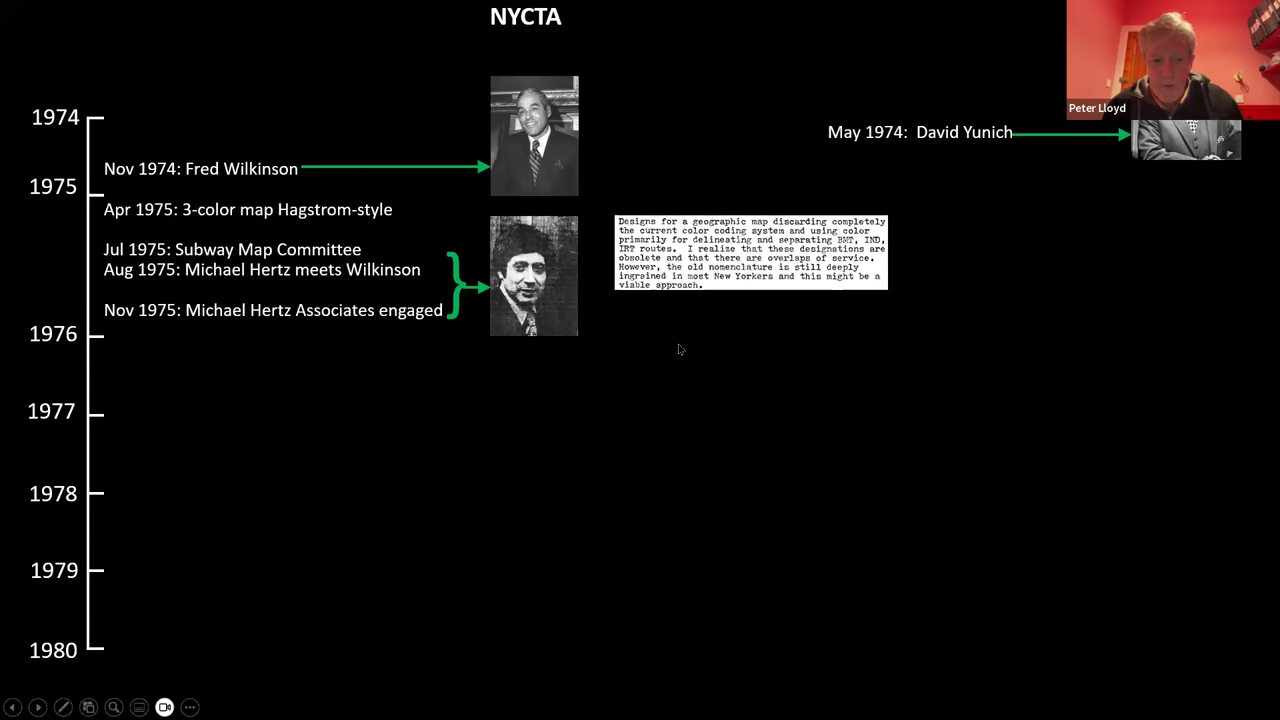 NYCTA
Peter Lloyd
1974
May 1974: David Yunich
Nov 1974: Fred Wilkinson
1975
Apr 1975: 3-color map Hagstrom-style
Jul 1975: Subway Map Committee
Aug 1975: Michael Hertz meets Wilkinson
Nov 1975: Michael Hertz Associates engaged
Designs for a geographic map discarding completely
the current color coding system and using color
primarily for delineating and separating BMT, IND,
IRT routes. I realize that these designations are
obsolete and that there are overlaps of service.
However, the old nomenclature is still deeply
ingrained in most New Yorkers and this might be a
viable approach.
1976
1977
1978
1979
1980